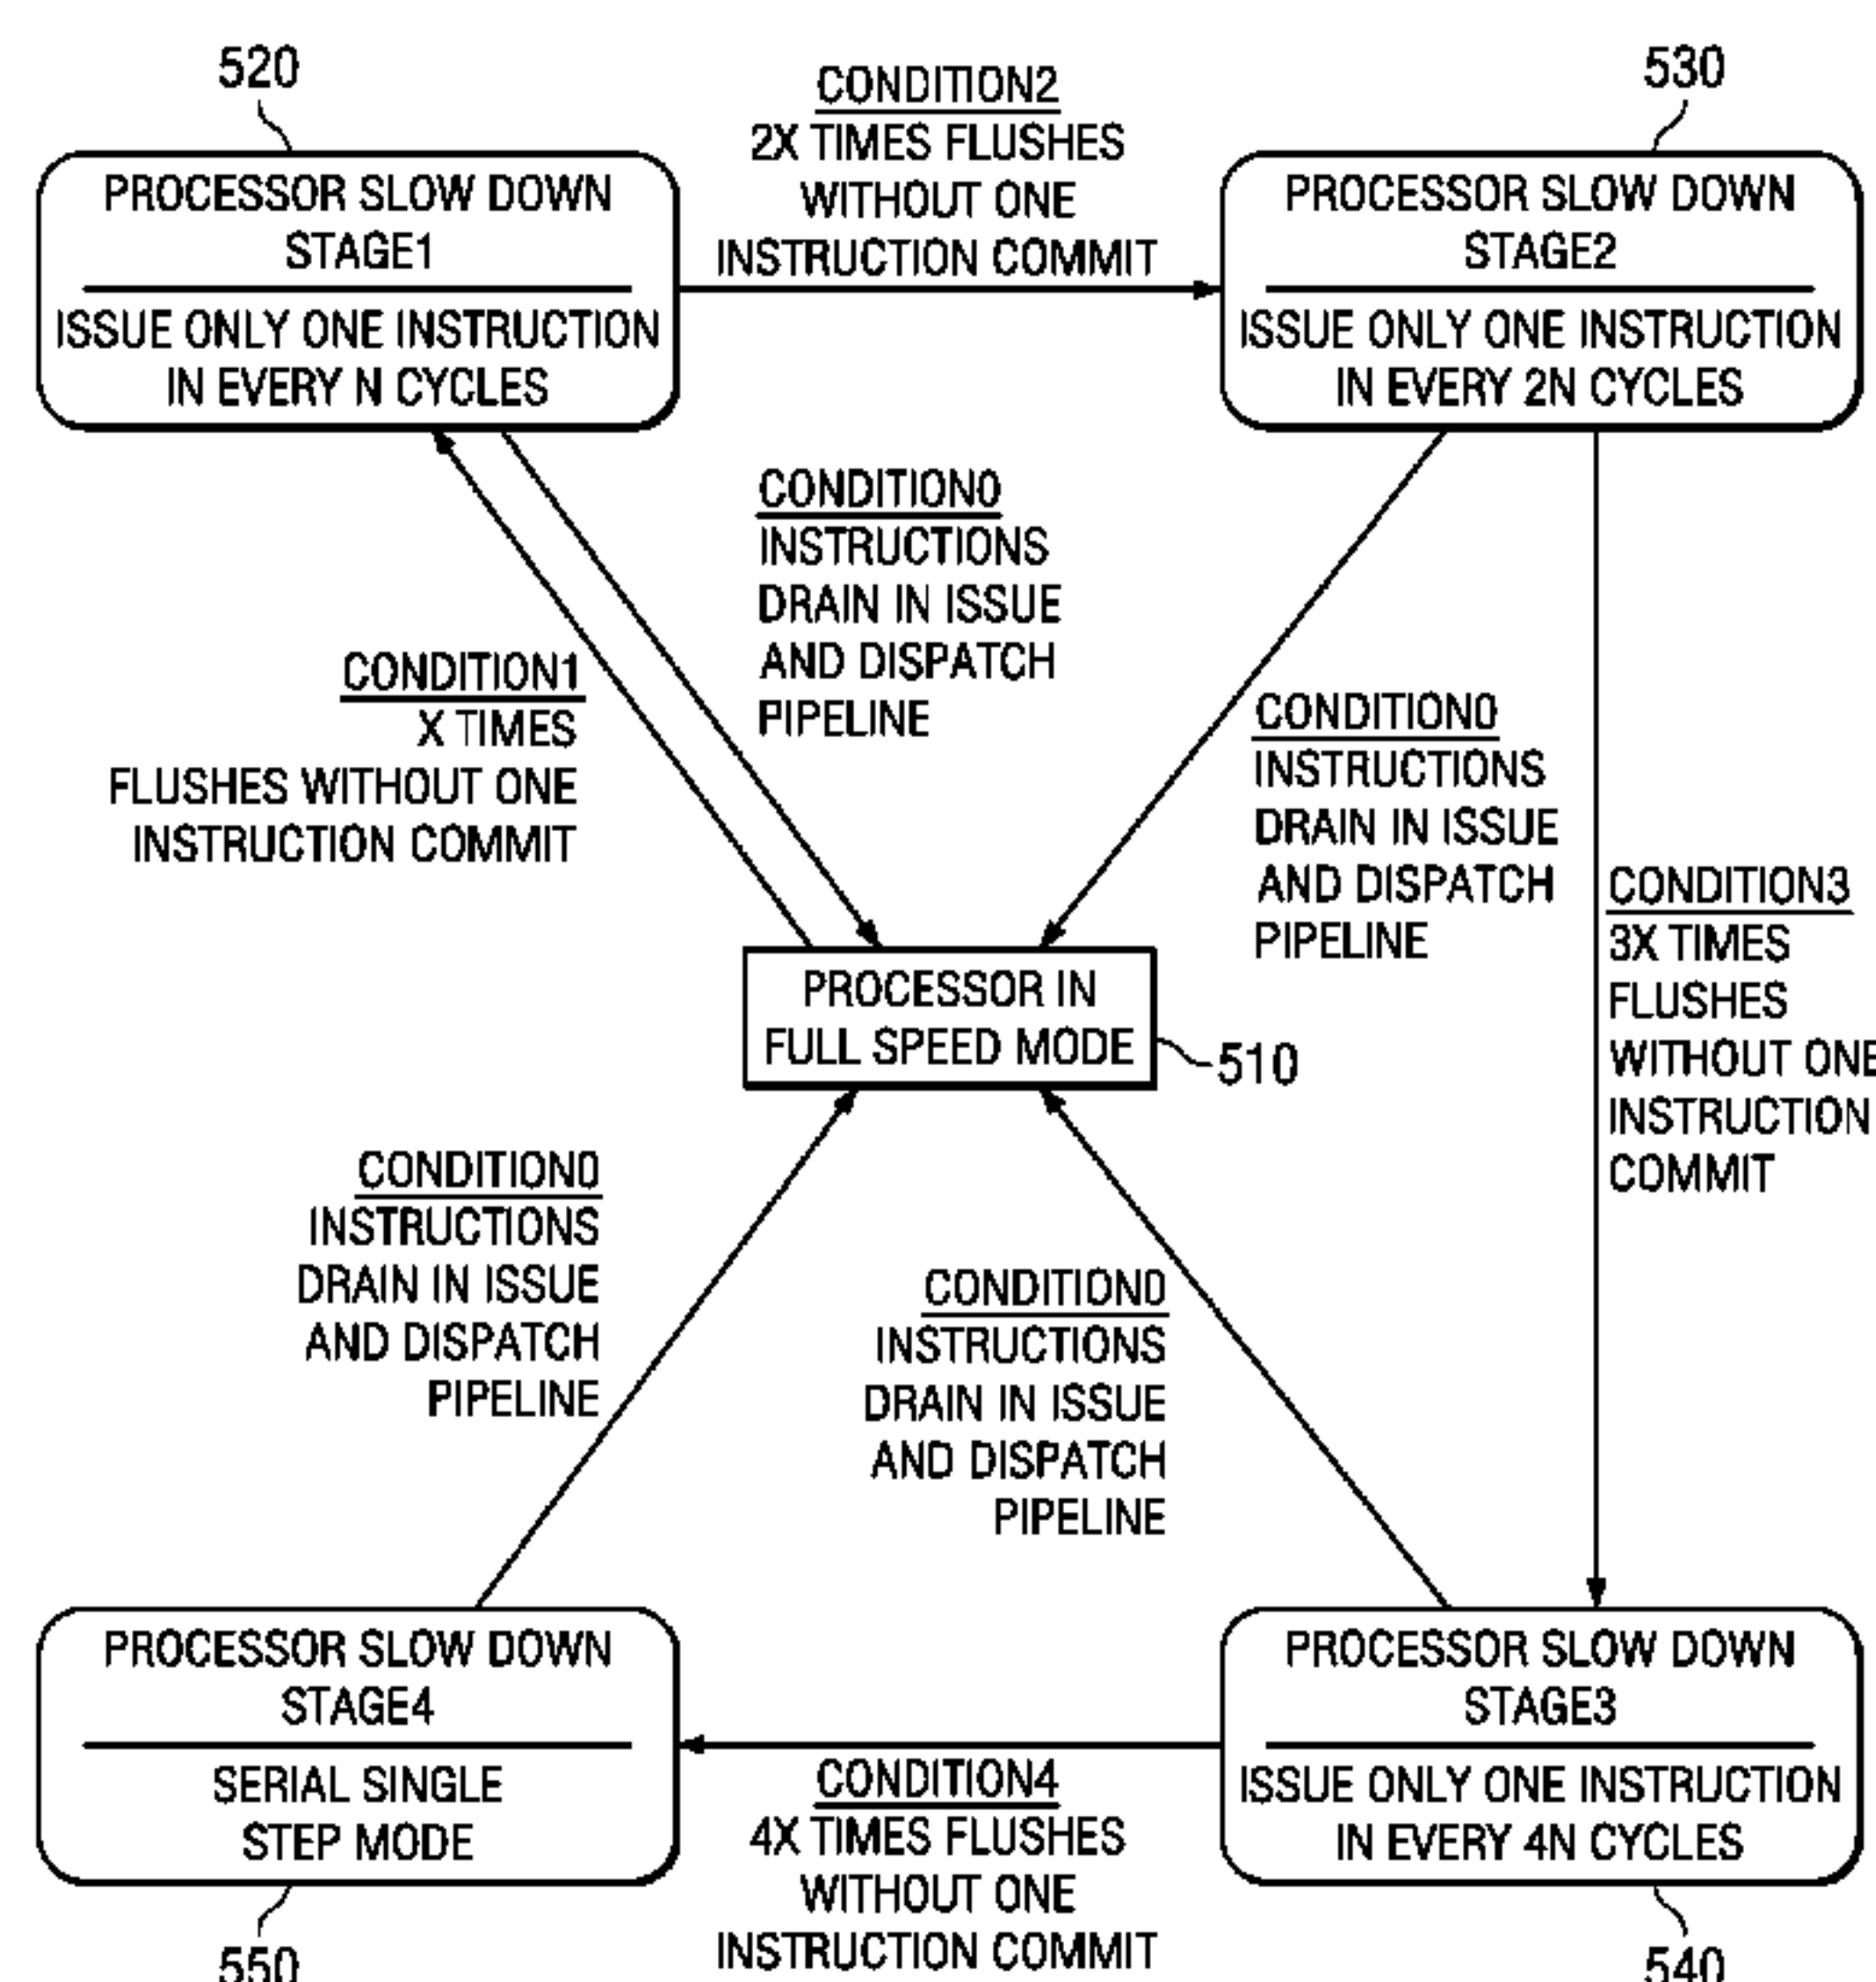 520
PROCESSOR SLOW DOWN
STAGE1
ISSUE ONLY ONE INSTRUCTION
IN EVERY N CYCLES
CONDITION2
2X TIMES FLUSHES
WITHOUT ONE
INSTRUCTION COMMIT
530
PROCESSOR SLOW DOWN
STAGE2
ISSUE ONLY ONE INSTRUCTION
IN EVERY 2N CYCLES
CONDITION1
X TIMES
FLUSHES WITHOUT ONE
INSTRUCTION COMMIT
CONDITION0
INSTRUCTIONS
DRAIN IN ISSUE
AND DISPATCH
PIPELINE
CONDITION0
INSTRUCTIONS
DRAIN IN ISSUE
AND DISPATCH
PIPELINE
CONDITION3
3X TIMES
FLUSHES
WITHOUT ONE
INSTRUCTION
COMMIT
PROCESSOR IN
FULL SPEED MODE
510
CONDITION0
INSTRUCTIONS
DRAIN IN ISSUE
AND DISPATCH
PIPELINE
CONDITION0
INSTRUCTIONS
DRAIN IN ISSUE
AND DISPATCH
PIPELINE
PROCESSOR SLOW DOWN
STAGE4
SERIAL SINGLE
STEP MODE
550
CONDITION4
4X TIMES FLUSHES
WITHOUT ONE
INSTRUCTION COMMIT
PROCESSOR SLOW DOWN
STAGE3
ISSUE ONLY ONE INSTRUCTION
IN EVERY 4N CYCLES
540